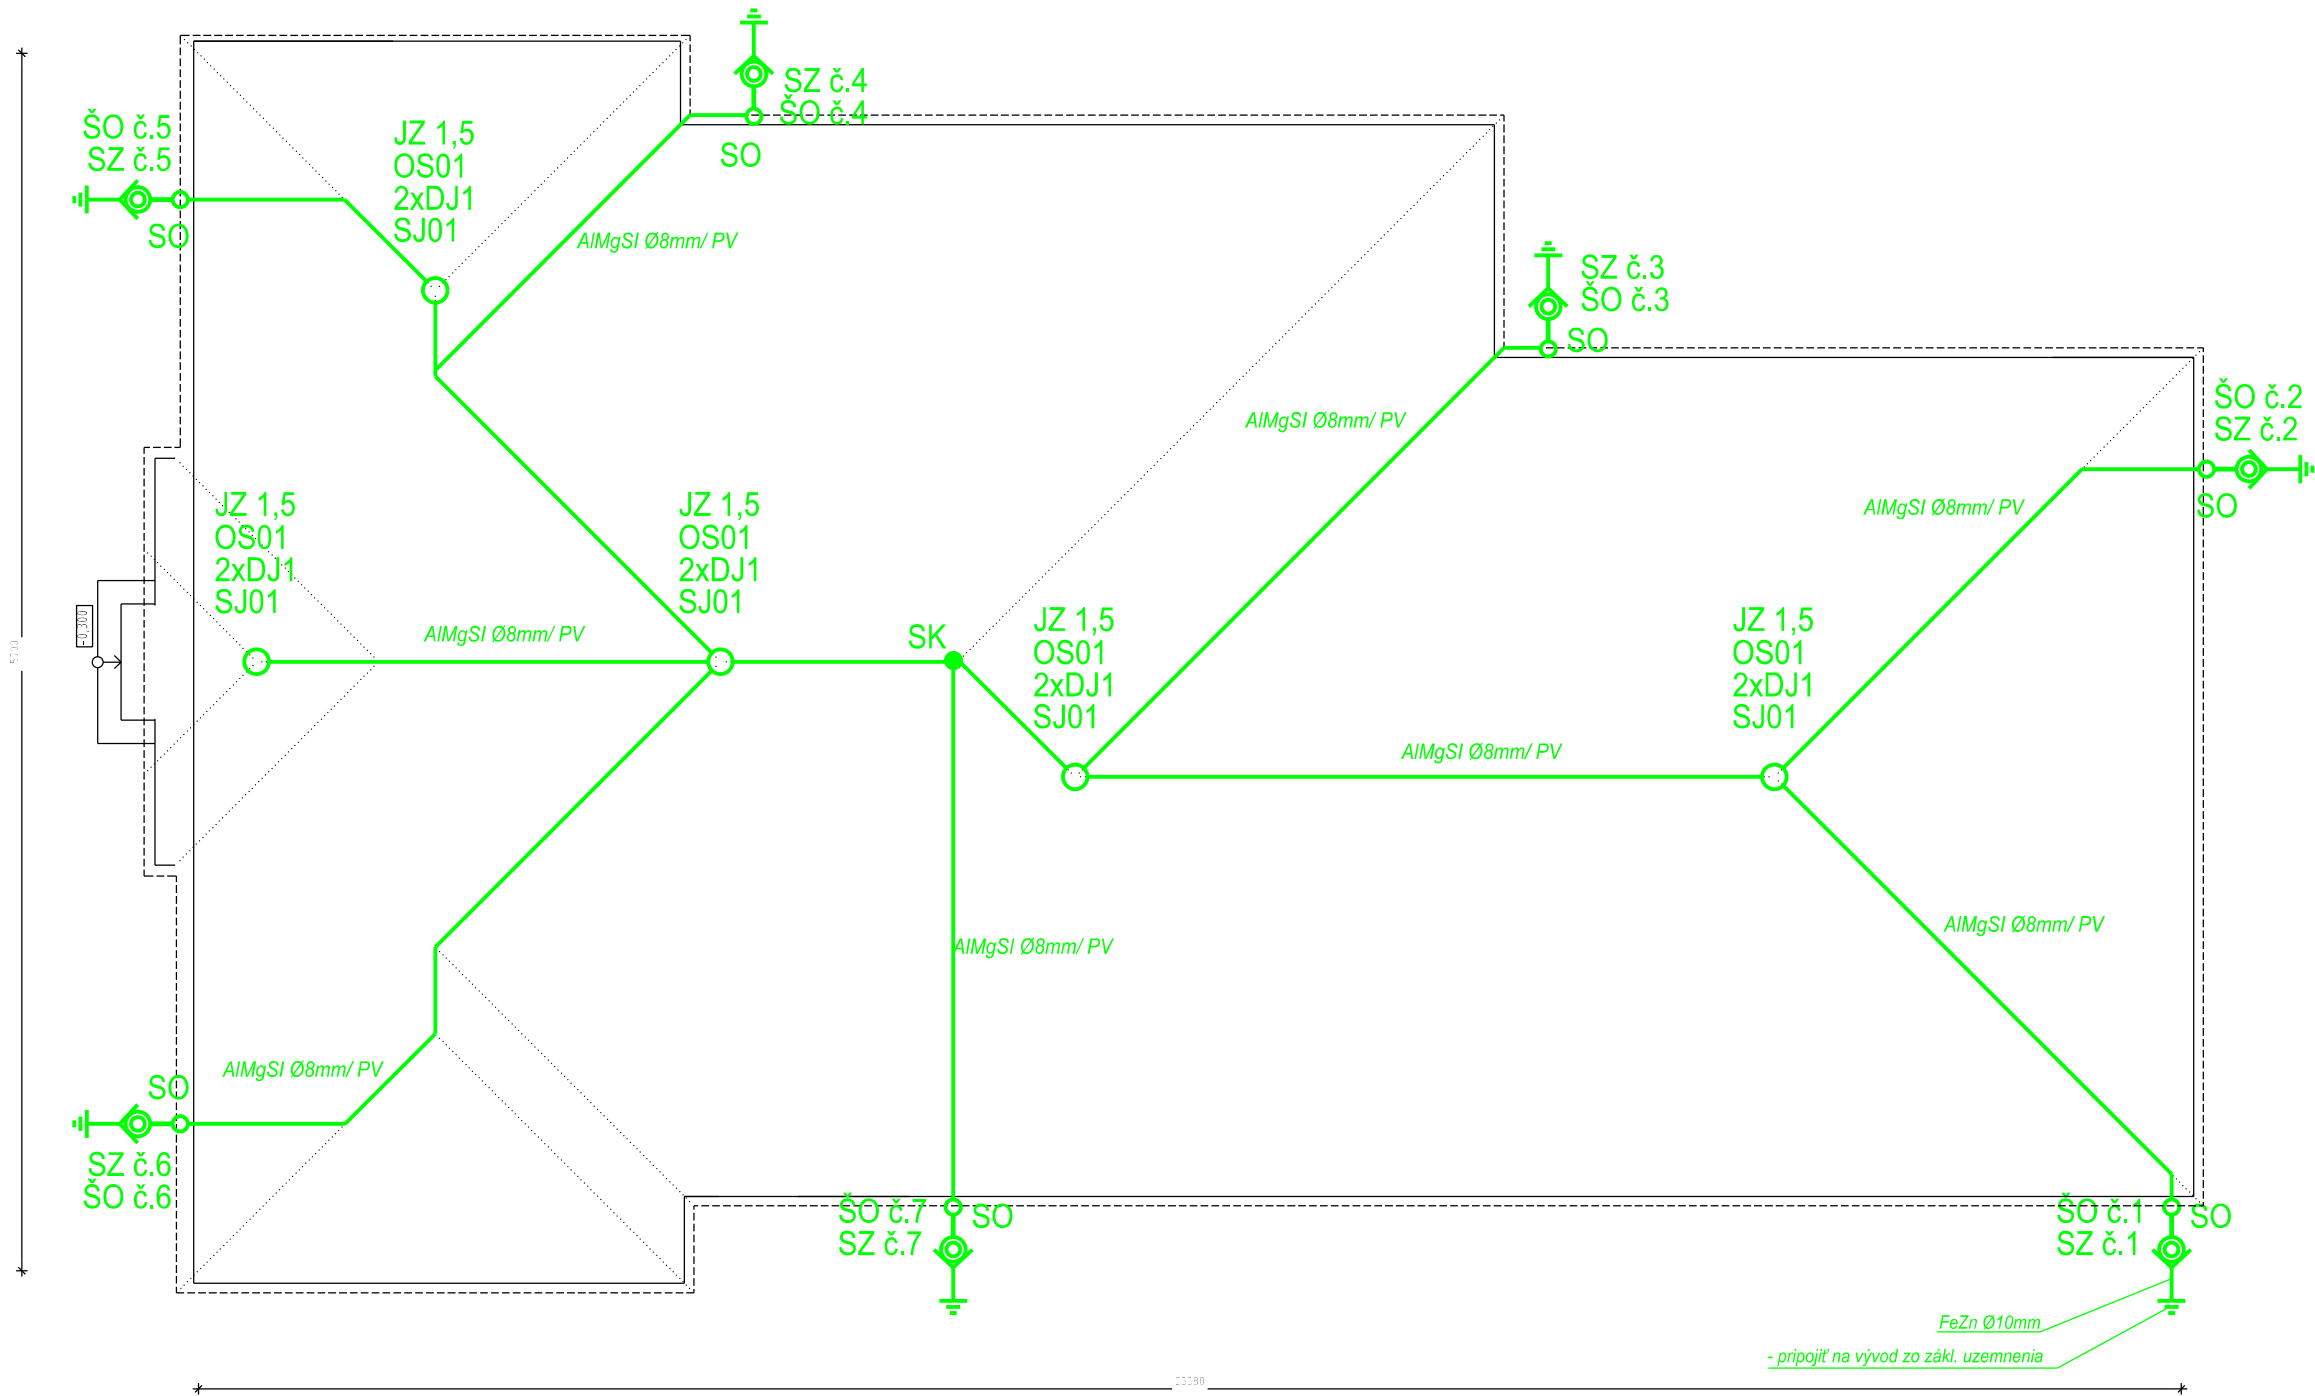 SZ č.4
ŠO č.4
SO
ŠO č.5
SZ č.5
SO
JZ 1,5
OS01
2xDJ1
SJ01
AlMgSI Ø8mm/ PV
SZ č.3
ŠO č.3
SO
AlMgSI Ø8mm/ PV
ŠO č.2
SZ č.2
SO
AlMgSI Ø8mm/ PV
JZ 1,5
OS01
2xDJ1
SJ01
JZ 1,5
OS01
2xDJ1
SJ01
-0,300
AlMgSI Ø8mm/ PV
SK
JZ 1,5
OS01
2xDJ1
SJ01
JZ 1,5
OS01
2xDJ1
SJ01
AlMgSI Ø8mm/ PV
AlMgSI Ø8mm/ PV
AlMgSI Ø8mm/ PV
AlMgSI Ø8mm/ PV
SO
SZ č.6
ŠO č.6
ŠO č.7
SZ č.7
SO
ŠO č.1
SZ č.1
SO
FeZn Ø10mm
- pripojiť na vývod zo zákl. uzemnenia